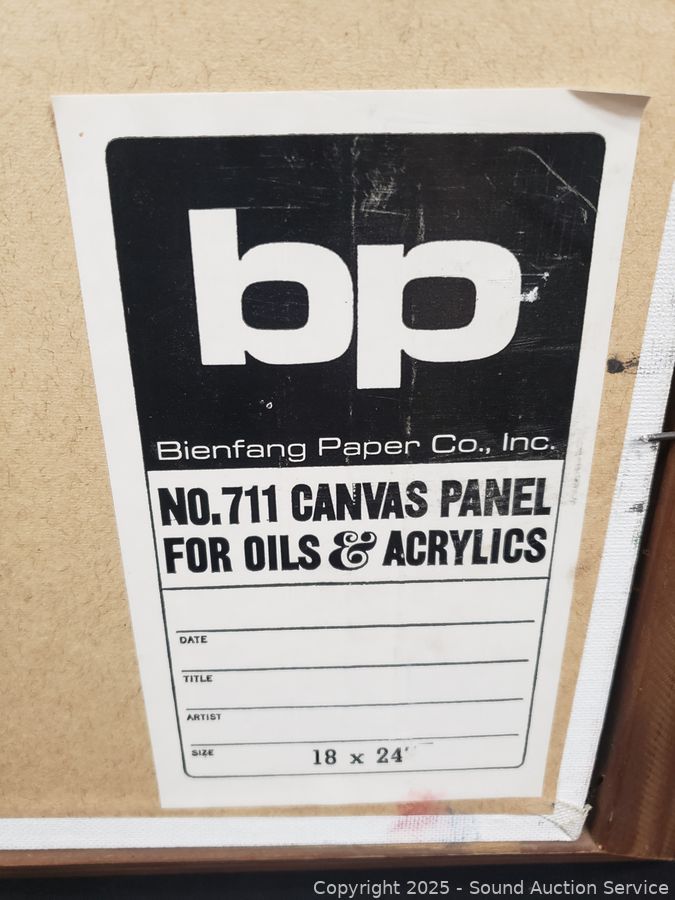 bp
Bienfang Paper Co., Inc.
NO. 711 CANVAS PANEL
FOR OILS & ACRYLICS
DATE
TITLE
ARTIST
SIZE 18 x 24"
Copyright 2025 - Sound Auction Service